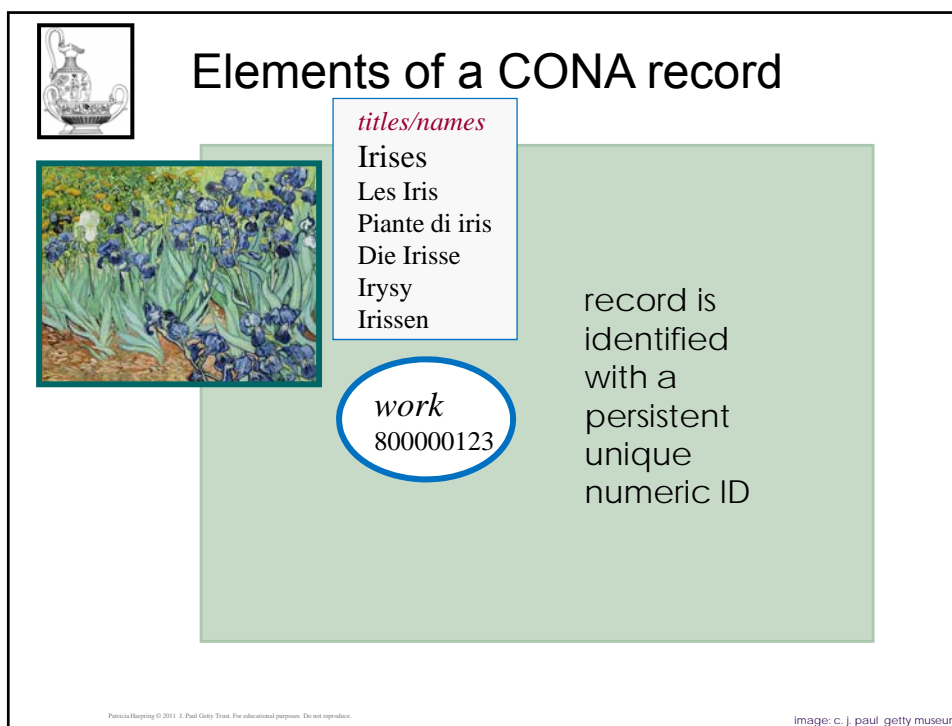 Elements of a CONA record
titles/names
Irises
Les Iris
Piante di iris
Die Irisse
Irysy
Irissen
work
800000123
record is
identified
with a
persistent
unique
numeric ID
Patricia Harpring © 2011 J. Paul Getty Trust. For educational purposes. Do not reproduce.
image: c. j. paul getty museum